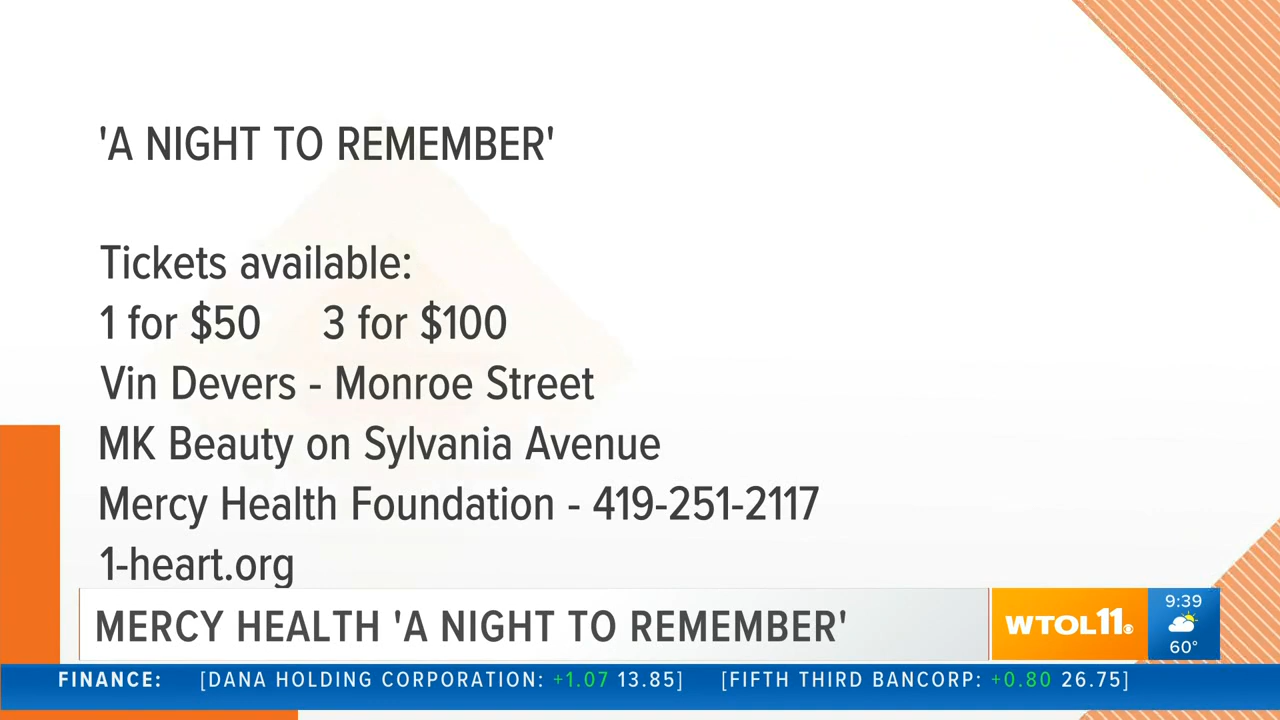 'A NIGHT TO REMEMBER'
Tickets available:
1 for $50 3 for $100
Vin Devers - Monroe Street
MK Beauty on Sylvania Avenue
Mercy Health Foundation - 419-251-2117
1-heart.org
MERCY HEALTH 'A NIGHT TO REMEMBER'
WTOL11
9:39
60°
FINANCE: [DANA HOLDING CORPORATION: +1.07 13.85] [FIFTH THIRD BANCORP: +0.80 26.75]